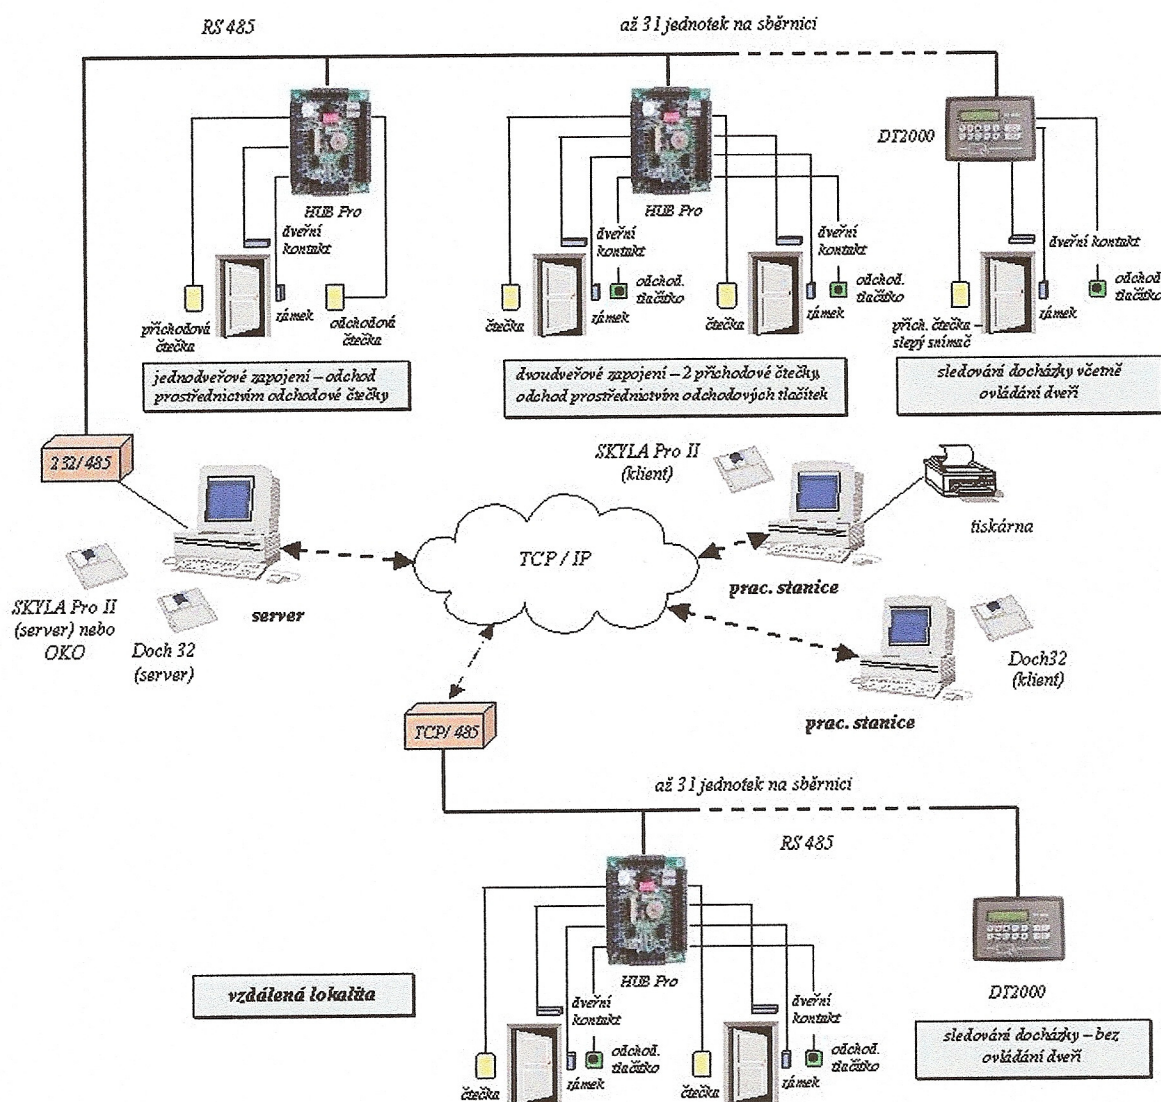 RS 485
až 31 jednotek na sběrnici
DT2000
HUB Pro
HUB Pro
dveřní
kontakt
dveřní
kontakt
dveřní
kontakt
dveřní kontakt
příchodová
čtečka
zámek
odchodová
čtečka
čtečka
odchod.
tlačítko
zámek
čtečka
odchod.
tlačítko
zámek
přích. čtečka
slepý snímač
zámek
odchod.
tlačítko
jednodveřové zapojení – odchod
prostřednictvím odchodové čtečky
dvoudveřové zapojení – 2 příchodové čtečky,
odchod prostřednictvím odchodových tlačítek
sledování docházky včetně
ovládání dveří
232/485
SKYLA Pro II
(klient)
tiskárna
TCP / IP
prac. stanice
SKYLA Pro II
(server) nebo
OKO
Doch 32
(server)
server
Doch32
(klient)
prac. stanice
TCP/ 485
až 31 jednotek na sběrnici
RS 485
HUB Pro
vzdálená lokalita
DT2000
dveřní
kontakt
dveřní
kontakt
čtečka
zámek
odchod.
tlačítko
čtečka
zámek
odchod.
tlačítko
sledování docházky – bez
ovládání dveří